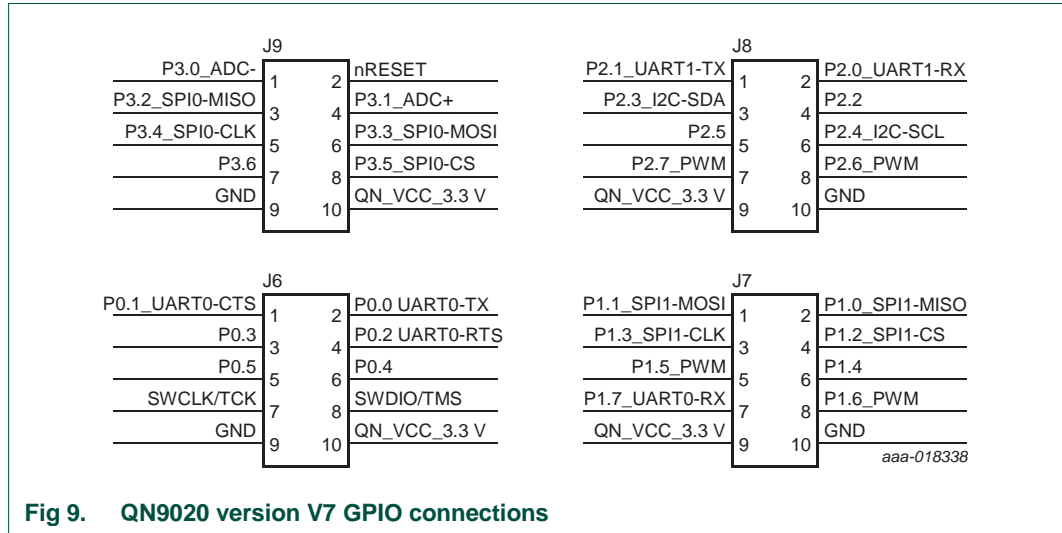 J9
P3.0_ADC- 1 2 nRESET
P3.2_SPI0-MISO 3 4 P3.1_ADC+
P3.4_SPI0-CLK 5 6 P3.3_SPI0-MOSI
P3.6 7 8 P3.5_SPI0-CS
GND 9 10 QN_VCC_3.3 V
J8
P2.1_UART1-TX 1 2 P2.0_UART1-RX
P2.3_I2C-SDA 3 4 P2.2
P2.5 5 6 P2.4_I2C-SCL
P2.7_PWM 7 8 P2.6_PWM
QN_VCC_3.3 V 9 10 GND
J6
P0.1_UART0-CTS 1 2 P0.0 UART0-TX
P0.3 3 4 P0.2 UART0-RTS
P0.5 5 6 P0.4
SWCLK/TCK 7 8 SWDIO/TMS
GND 9 10 QN_VCC_3.3 V
J7
P1.1_SPI1-MOSI 1 2 P1.0_SPI1-MISO
P1.3_SPI1-CLK 3 4 P1.2_SPI1-CS
P1.5_PWM 5 6 P1.4
P1.7_UART0-RX 7 8 P1.6_PWM
QN_VCC_3.3 V 9 10 GND
aaa-018338
Fig 9. QN9020 version V7 GPIO connections